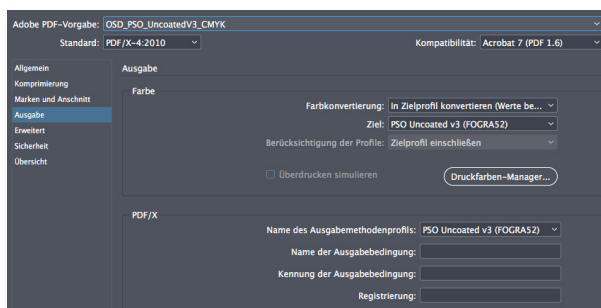 Adobe PDF-Vorgabe: OSD_PSO_UncoatedV3_CMYK
Standard: PDF/X-4:2010 Kompatibilität: Acrobat 7 (PDF 1.6)
Allgemein
Komprimierung
Marken und Anschnitt
Ausgabe
Erweitert
Sicherheit
Übersicht
Ausgabe
Farbe
Farbkonvertierung: In Zielprofil konvertieren (Werte be...
Ziel: PSO Uncoated v3 (FOGRA52)
Berücksichtigung der Profile: Zielprofil einschließen
Überdrucken simulieren Druckfarben-Manager...
PDF/X
Name des Ausgabemethodenprofils: PSO Uncoated v3 (FOGRA52)
Name der Ausgabebedingung:
Kennung der Ausgabebedingung:
Registrierung: